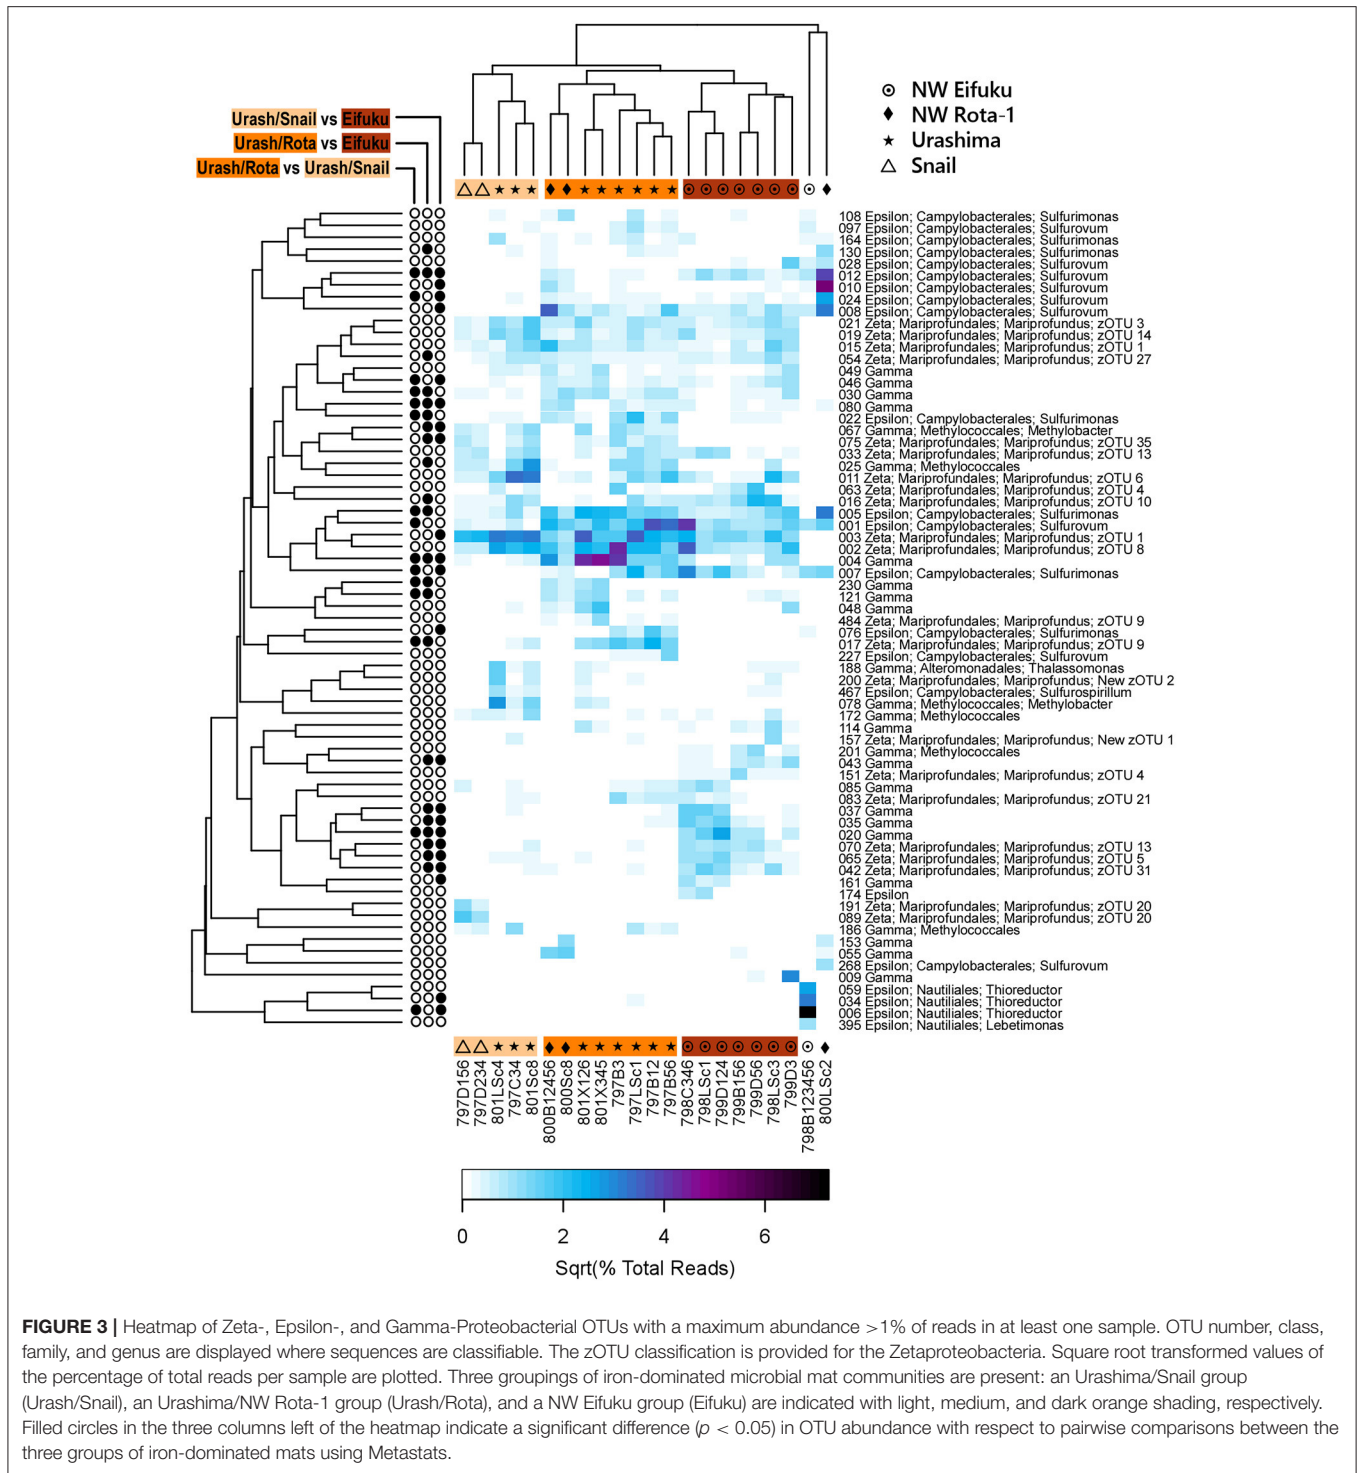 NW Eifuku
NW Rota-1
Urashima
Snail
Urash/Snail vs Eifuku
Urash/Rota vs Eifuku
Urash/Rota vs Urash/Snail
108 Epsilon; Campylobacterales; Sulfurimonas
097 Epsilon; Campylobacterales; Sulfurovum
164 Epsilon; Campylobacterales; Sulfurimonas
130 Epsilon; Campylobacterales; Sulfurimonas
028 Epsilon; Campylobacterales; Sulfurovum
012 Epsilon; Campylobacterales; Sulfurovum
010 Epsilon; Campylobacterales; Sulfurovum
024 Epsilon; Campylobacterales; Sulfurovum
008 Epsilon; Campylobacterales; Sulfurovum
021 Zeta; Mariprofundales; Mariprofundus; zOTU 3
019 Zeta; Mariprofundales; Mariprofundus; zOTU 14
015 Zeta; Mariprofundales; Mariprofundus; zOTU 1
054 Zeta; Mariprofundales; Mariprofundus; zOTU 27
049 Gamma
046 Gamma
030 Gamma
080 Gamma
022 Epsilon; Campylobacterales; Sulfurimonas
067 Gamma; Methylococcales; Methylobacter
075 Zeta; Mariprofundales; Mariprofundus; zOTU 35
033 Zeta; Mariprofundales; Mariprofundus; zOTU 13
025 Gamma; Methylococcales
011 Zeta; Mariprofundales; Mariprofundus; zOTU 6
063 Zeta; Mariprofundales; Mariprofundus; zOTU 4
016 Zeta; Mariprofundales; Mariprofundus; zOTU 10
005 Epsilon; Campylobacterales; Sulfurimonas
001 Epsilon; Campylobacterales; Sulfurovum
003 Zeta; Mariprofundales; Mariprofundus; zOTU 1
002 Zeta; Mariprofundales; Mariprofundus; zOTU 8
004 Gamma
007 Epsilon; Campylobacterales; Sulfurimonas
230 Gamma
121 Gamma
048 Gamma
484 Zeta; Mariprofundales; Mariprofundus; zOTU 9
076 Epsilon; Campylobacterales; Sulfurimonas
017 Zeta; Mariprofundales; Mariprofundus; zOTU 9
227 Epsilon; Campylobacterales; Sulfurovum
188 Gamma; Alteromonadales; Thalassomonas
200 Zeta; Mariprofundales; Mariprofundus; New zOTU 2
467 Epsilon; Campylobacterales; Sulfurospirillum
078 Gamma; Methylococcales; Methylobacter
172 Gamma; Methylococcales
114 Gamma
157 Zeta; Mariprofundales; Mariprofundus; New zOTU 1
201 Gamma; Methylococcales
043 Gamma
151 Zeta; Mariprofundales; Mariprofundus; zOTU 4
085 Gamma
083 Zeta; Mariprofundales; Mariprofundus; zOTU 21
037 Gamma
035 Gamma
020 Gamma
070 Zeta; Mariprofundales; Mariprofundus; zOTU 13
065 Zeta; Mariprofundales; Mariprofundus; zOTU 5
042 Zeta; Mariprofundales; Mariprofundus; zOTU 31
161 Gamma
174 Epsilon
191 Zeta; Mariprofundales; Mariprofundus; zOTU 20
089 Zeta; Mariprofundales; Mariprofundus; zOTU 20
186 Gamma; Methylococcales
153 Gamma
055 Gamma
268 Epsilon; Campylobacterales; Sulfurovum
009 Gamma
059 Epsilon; Nautiliales; Thioreductor
034 Epsilon; Nautiliales; Thioreductor
006 Epsilon; Nautiliales; Thioreductor
395 Epsilon; Nautiliales; Lebetimonas
797D156
797D234
801LSc4
797C34
801Sc8
800B12456
800Sc8
801X126
801X345
797B3
797LSc1
797B12
797B56
798C346
798LSc1
799D124
799B156
799D56
798LSc3
799D3
798B123456
800LSc2
0 2 4 6
Sqrt(% Total Reads)
FIGURE 3 | Heatmap of Zeta-, Epsilon-, and Gamma-Proteobacterial OTUs with a maximum abundance >1% of reads in at least one sample. OTU number, class,
family, and genus are displayed where sequences are classifiable. The zOTU classification is provided for the Zetaproteobacteria. Square root transformed values of
the percentage of total reads per sample are plotted. Three groupings of iron-dominated microbial mat communities are present: an Urashima/Snail group
(Urash/Snail), an Urashima/NW Rota-1 group (Urash/Rota), and a NW Eifuku group (Eifuku) are indicated with light, medium, and dark orange shading, respectively.
Filled circles in the three columns left of the heatmap indicate a significant difference (p < 0.05) in OTU abundance with respect to pairwise comparisons between the
three groups of iron-dominated mats using Metastats.